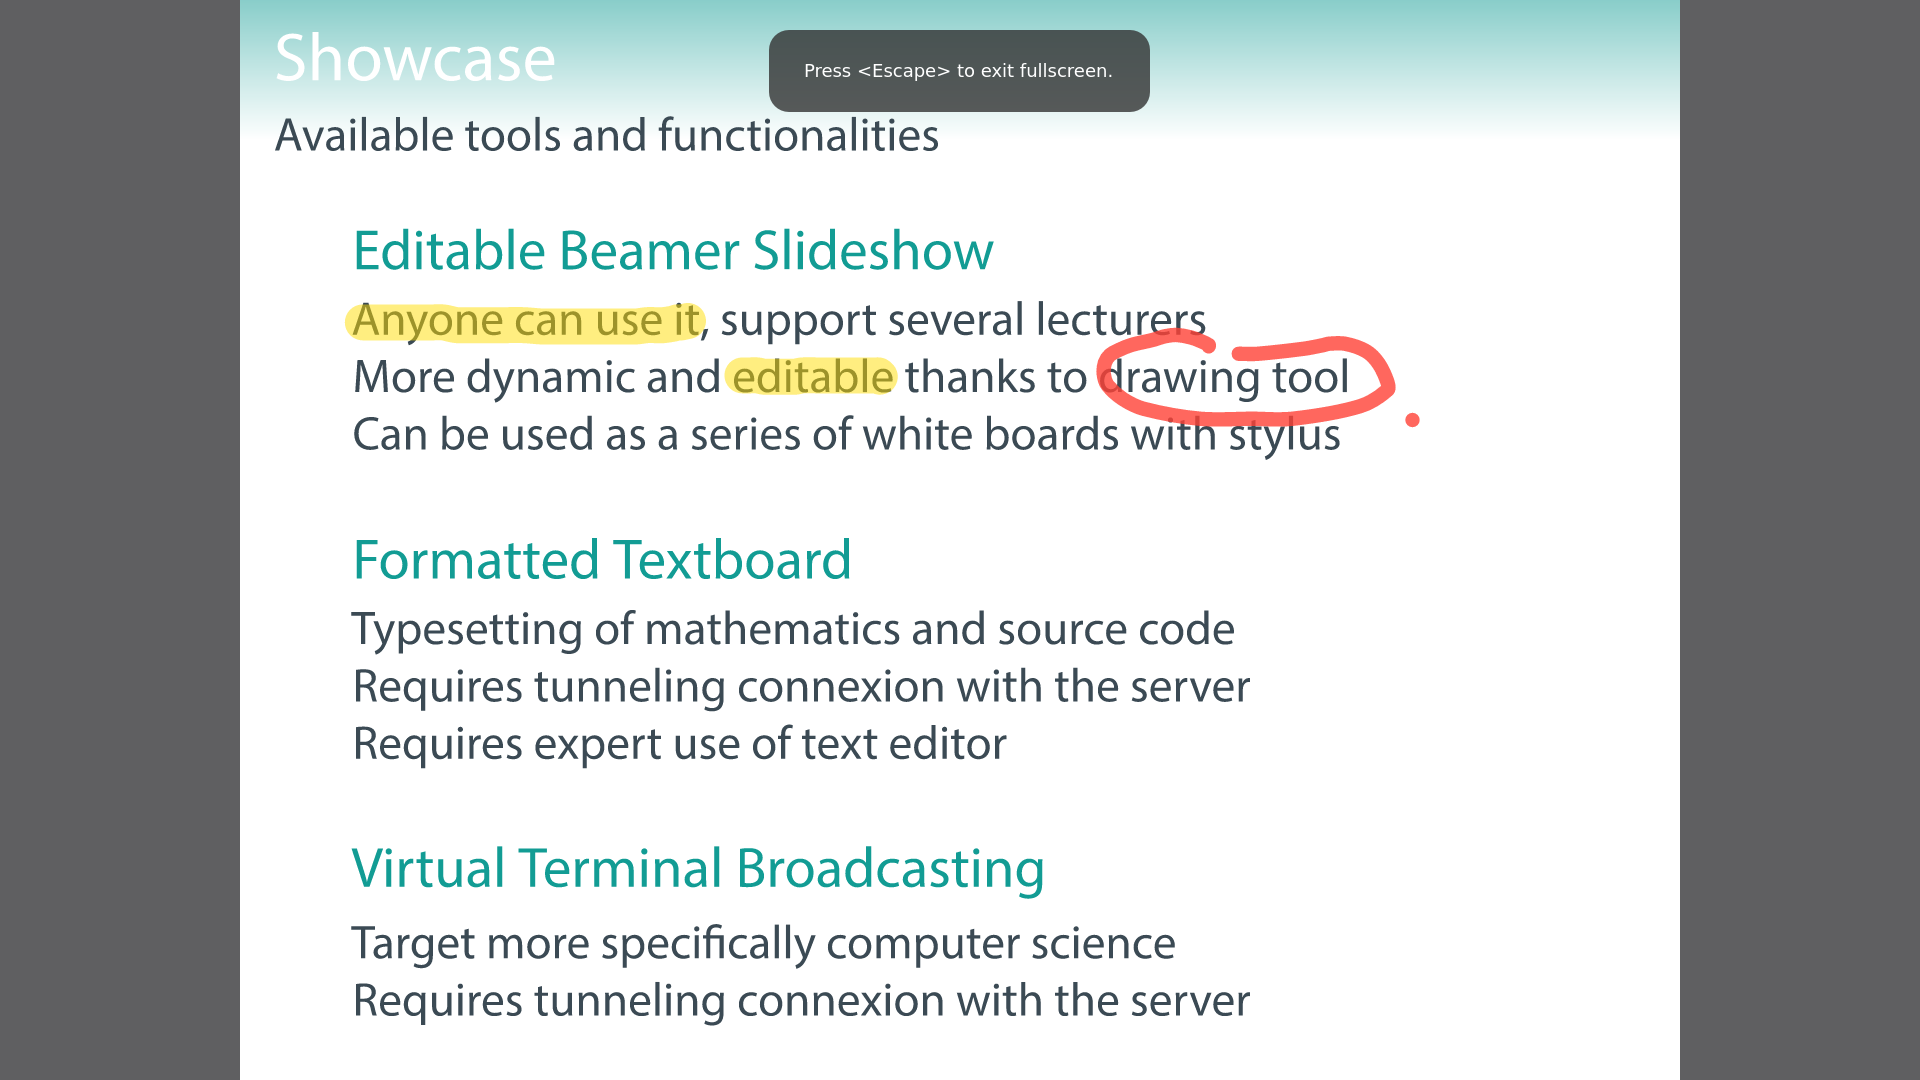 Showcase
Press <Escape> to exit fullscreen.
Available tools and functionalities
Editable Beamer Slideshow
Anyone can use it, support several lecturers
More dynamic and editable thanks to drawing tool
Can be used as a series of white boards with stylus
Formatted Textboard
Typesetting of mathematics and source code
Requires tunneling connexion with the server
Requires expert use of text editor
Virtual Terminal Broadcasting
Target more specifically computer science
Requires tunneling connexion with the server